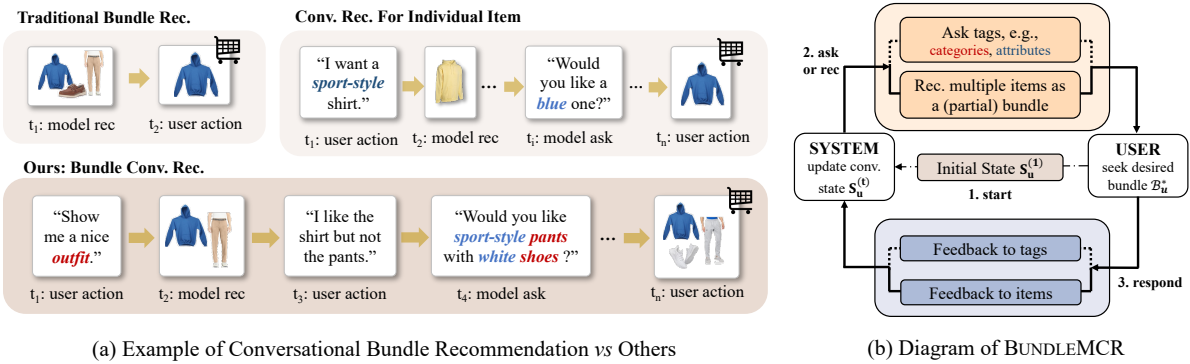 Traditional Bundle Rec.
t1: model rec
t2: user action
Conv. Rec. For Individual Item
“I want a
sport-style
shirt.”
...
“Would
you like a
blue one?”
...
t1: user action
t2: model rec
ti: model ask
tn: user action
Ours: Bundle Conv. Rec.
“Show
me a nice
outfit.”
“I like the
shirt but not
the pants.”
“Would you like
sport-style pants
with white shoes ?”
...
t1: user action
t2: model rec
t3: user action
t4: model ask
tn: user action
(a) Example of Conversational Bundle Recommendation vs Others
2. ask
or rec
Ask tags, e.g.,
categories, attributes
Rec. multiple items as
a (partial) bundle
SYSTEM
update conv.
state Su(t)
Initial State Su(1)
1. start
USER
seek desired
bundle Bu*
Feedback to tags
Feedback to items
3. respond
(b) Diagram of BUNDLEMCR